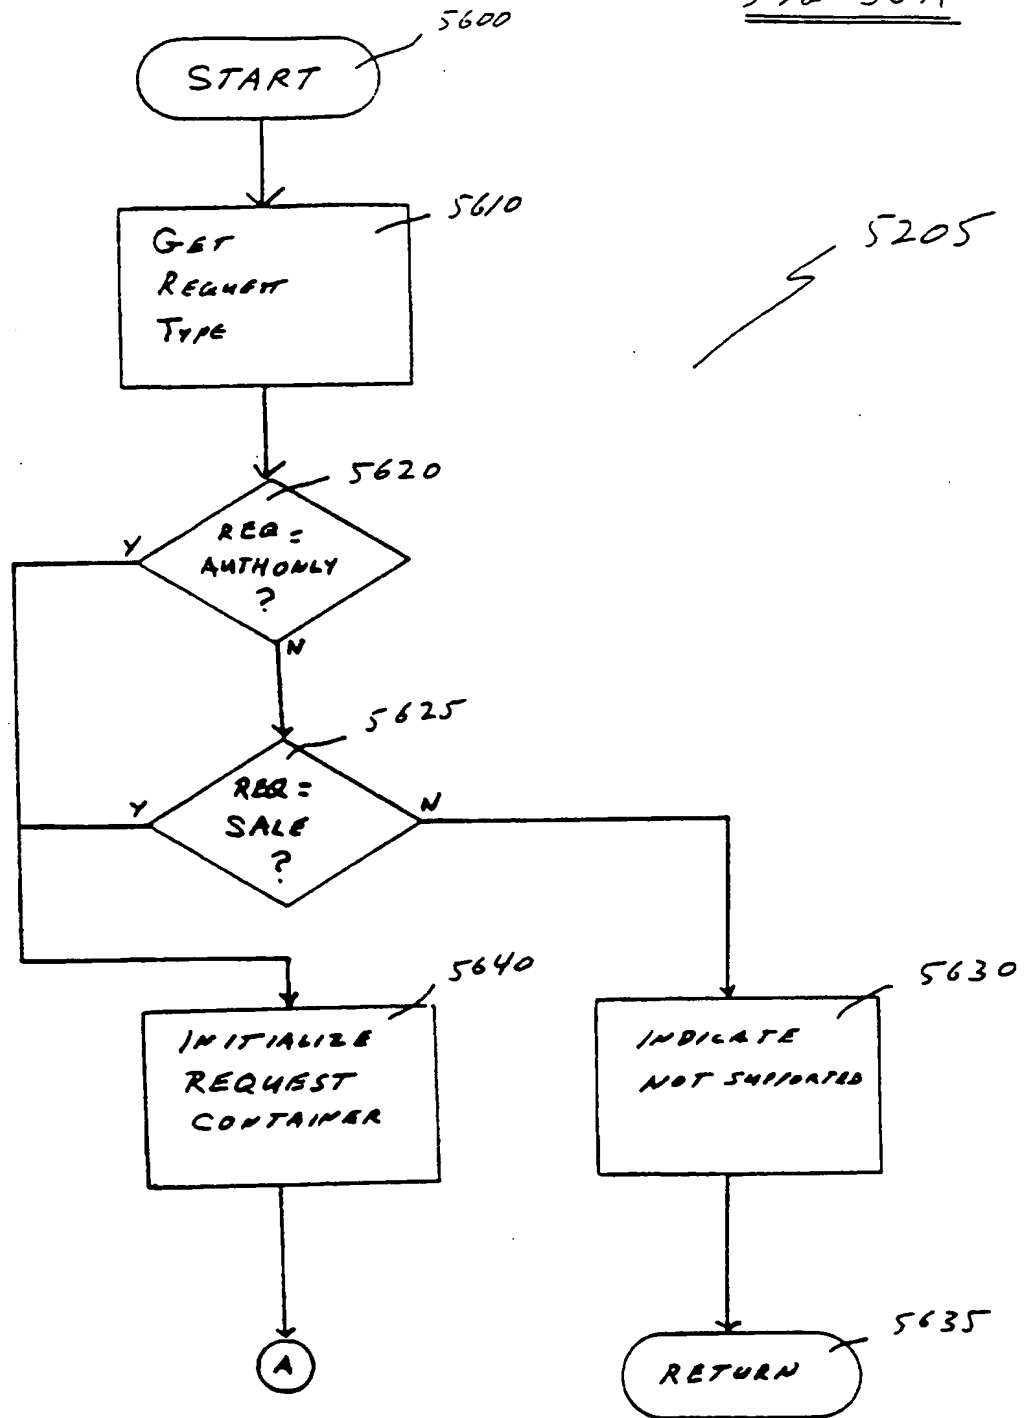 5600
START
5610
GET
REQUEST
TYPE
5205
5620
Y
REQ =
AUTHONLY
?
N
5625
Y
REQ =
SALE
?
N
5640
INITIALIZE
REQUEST
CONTAINER
5630
INDICATE
NOT SUPPORTED
A
5635
RETURN